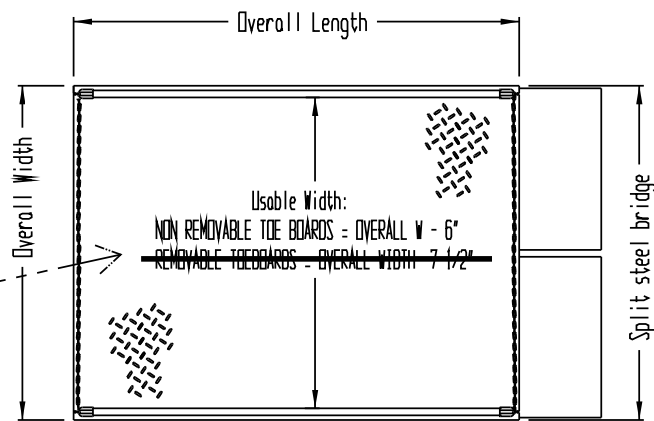 Overall Length
Overall Width
Usable Width:
NON REMOVABLE TOE BOARDS = OVERALL W - 6"
REMOVABLE TOEBOARDS - OVERALL WIDTH 7 1/2"
Split steel bridge